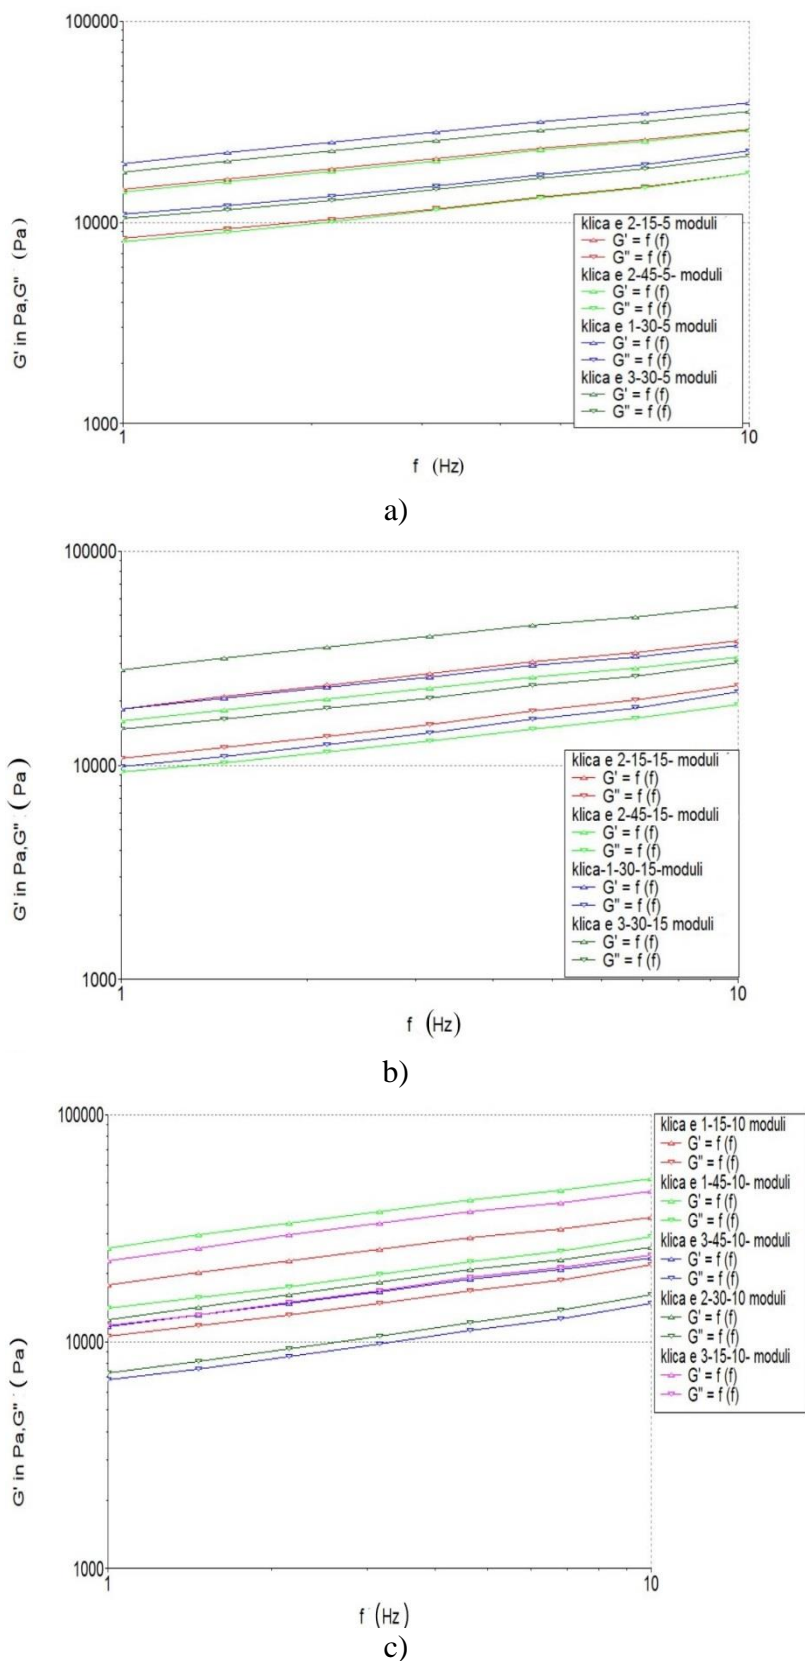 100000
10000
1000
G' in Pa,G'' (Pa)
1
10
f (Hz)
klica e 2-15-5 moduli
G' = f (f)
G'' = f (f)
klica e 2-45-5- moduli
G' = f (f)
G'' = f (f)
klica e 1-30-5 moduli
G' = f (f)
G'' = f (f)
klica e 3-30-5 moduli
G' = f (f)
G'' = f (f)
a)
100000
10000
1000
G' in Pa,G'' (Pa)
1
10
f (Hz)
klica e 2-15-15- moduli
G' = f (f)
G'' = f (f)
klica e 2-45-15- moduli
G' = f (f)
G'' = f (f)
klica-1-30-15-moduli
G' = f (f)
G'' = f (f)
klica e 3-30-15 moduli
G' = f (f)
G'' = f (f)
b)
100000
10000
1000
G' in Pa,G'' (Pa)
1
10
f (Hz)
klica e 1-15-10 moduli
G' = f (f)
G'' = f (f)
klica e 1-45-10- moduli
G' = f (f)
G'' = f (f)
klica e 3-45-10- moduli
G' = f (f)
G'' = f (f)
klica e 2-30-10 moduli
G' = f (f)
G'' = f (f)
klica e 3-15-10- moduli
G' = f (f)
G'' = f (f)
c)